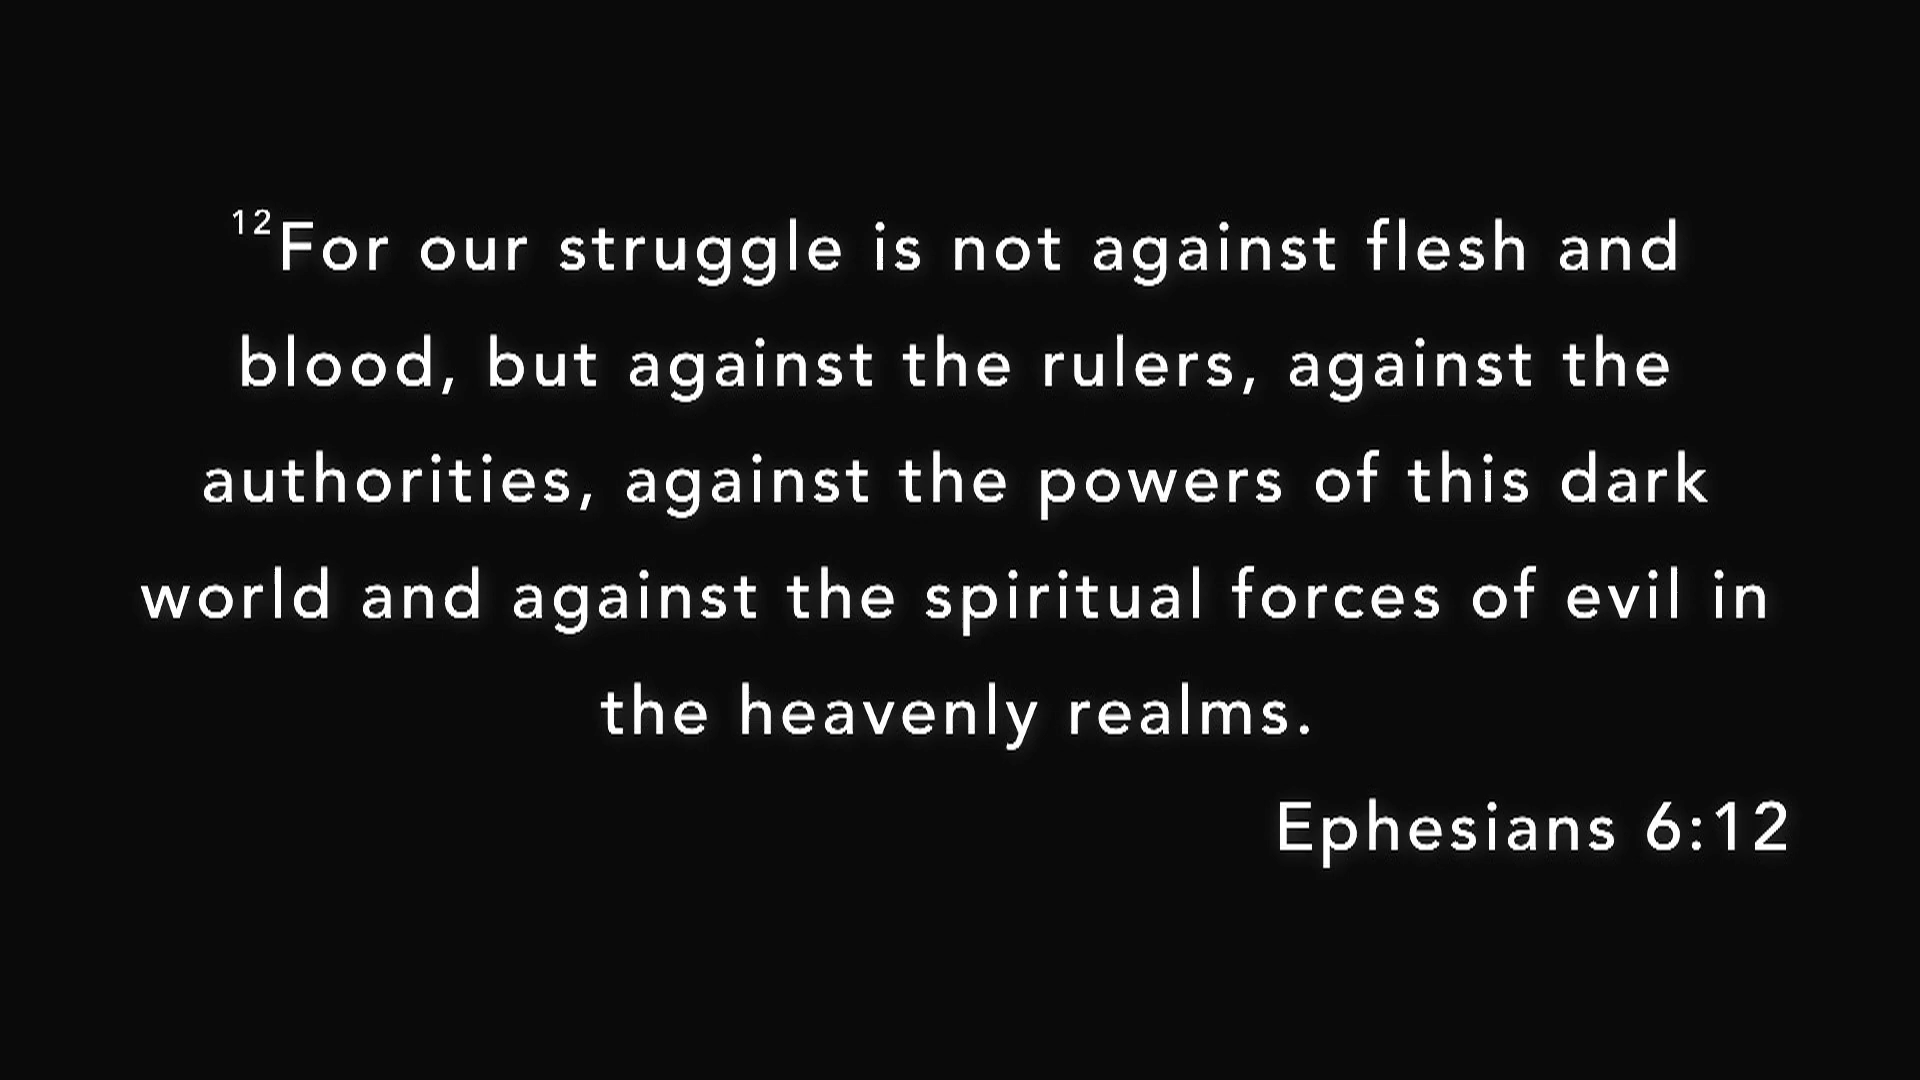 ¹²For our struggle is not against flesh and
blood, but against the rulers, against the
authorities, against the powers of this dark
world and against the spiritual forces of evil in
the heavenly realms.
Ephesians 6:12